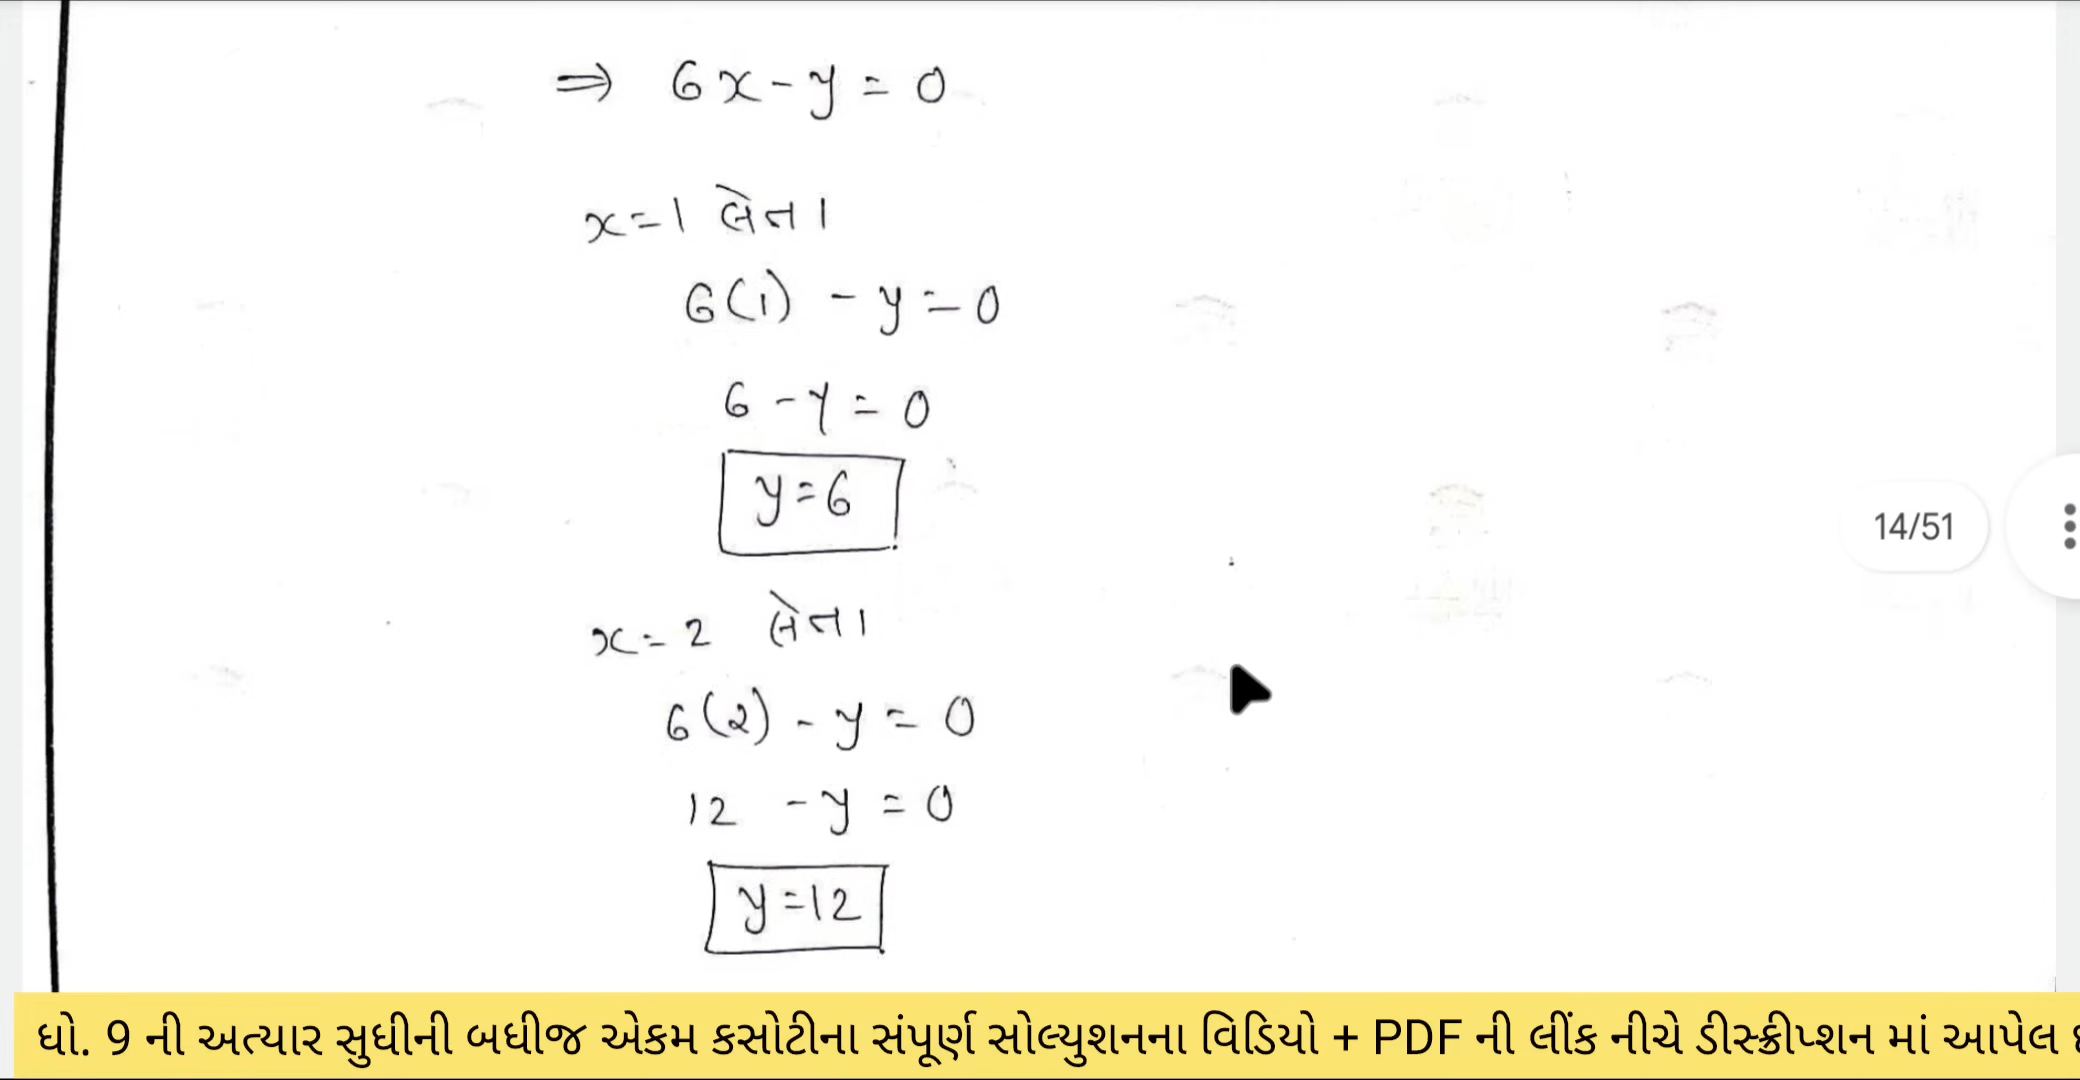 ⇒ 6x - y = 0
x = 1 લેતા
6(1) - y = 0
6 - y = 0
y = 6
14/51
x = 2 લેતા
6(2) - y = 0
12 - y = 0
y = 12
ધો. 9 ની અત્યાર સુધીની બધીજ એકમ કસોટીના સંપૂર્ણ સોલ્યુશનના વિડિયો + PDF ની લીંક નીચે ડીસ્ક્રીપ્શન માં આપેલ